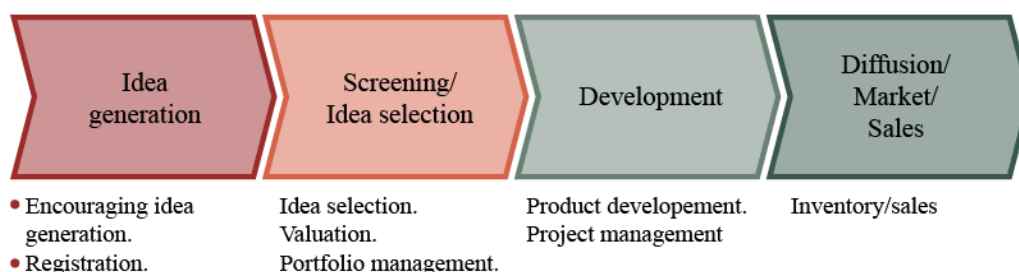 Idea
generation
Screening/
Idea selection
Development
Diffusion/
Market/
Sales
• Encouraging idea
generation.
• Registration.
Idea selection.
Valuation.
Portfolio management.
Product developement.
Project management
Inventory/sales